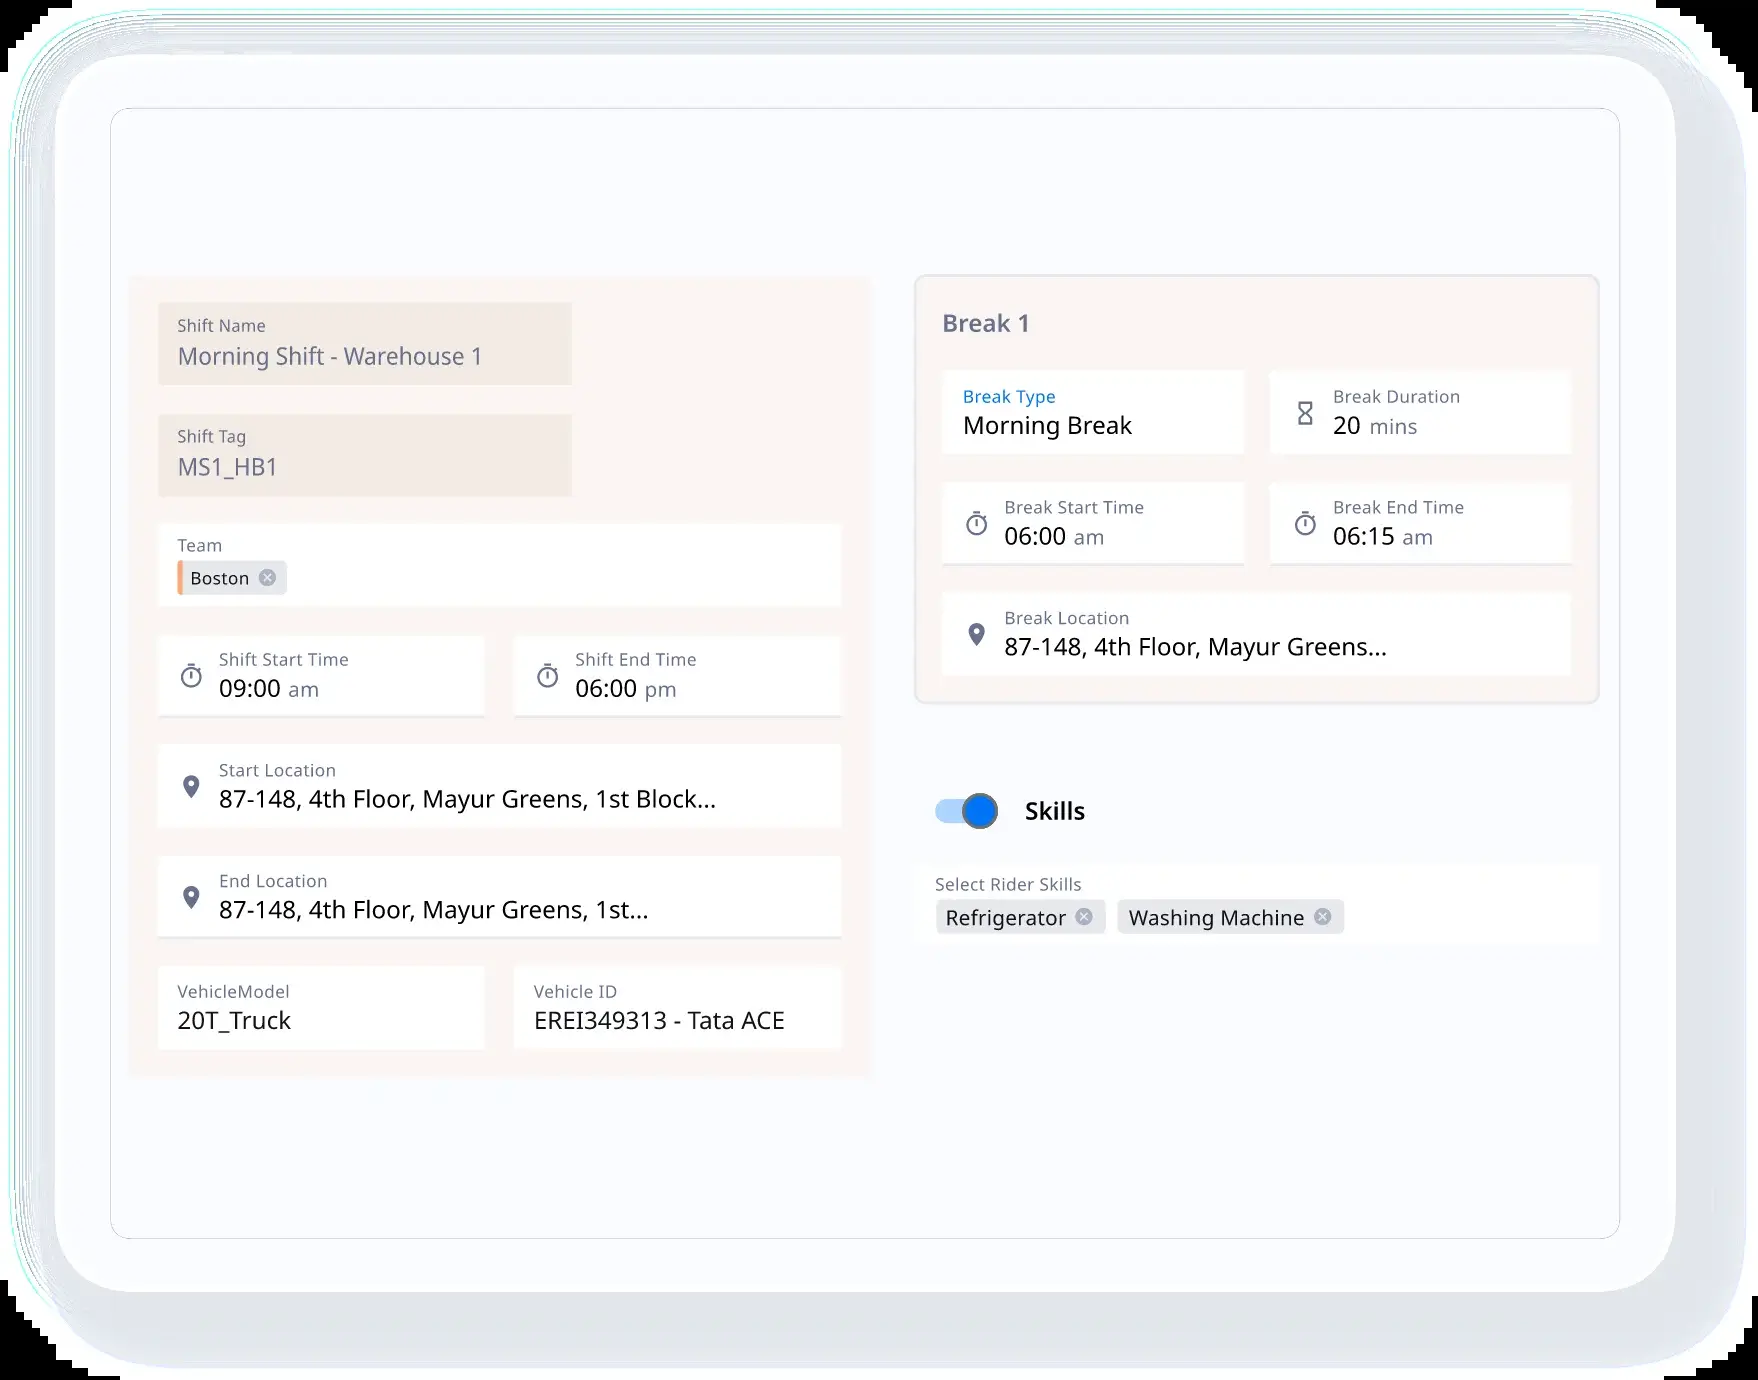 Shift Name
Morning Shift - Warehouse 1
Shift Tag
MS1_HB1
Team
Boston
Shift Start Time
09:00 am
Shift End Time
06:00 pm
Start Location
87-148, 4th Floor, Mayur Greens, 1st Block...
End Location
87-148, 4th Floor, Mayur Greens, 1st...
VehicleModel
20T_Truck
Vehicle ID
EREI349313 - Tata ACE
Break 1
Break Type
Morning Break
Break Duration
20 mins
Break Start Time
06:00 am
Break End Time
06:15 am
Break Location
87-148, 4th Floor, Mayur Greens...
Skills
Select Rider Skills
Refrigerator
Washing Machine